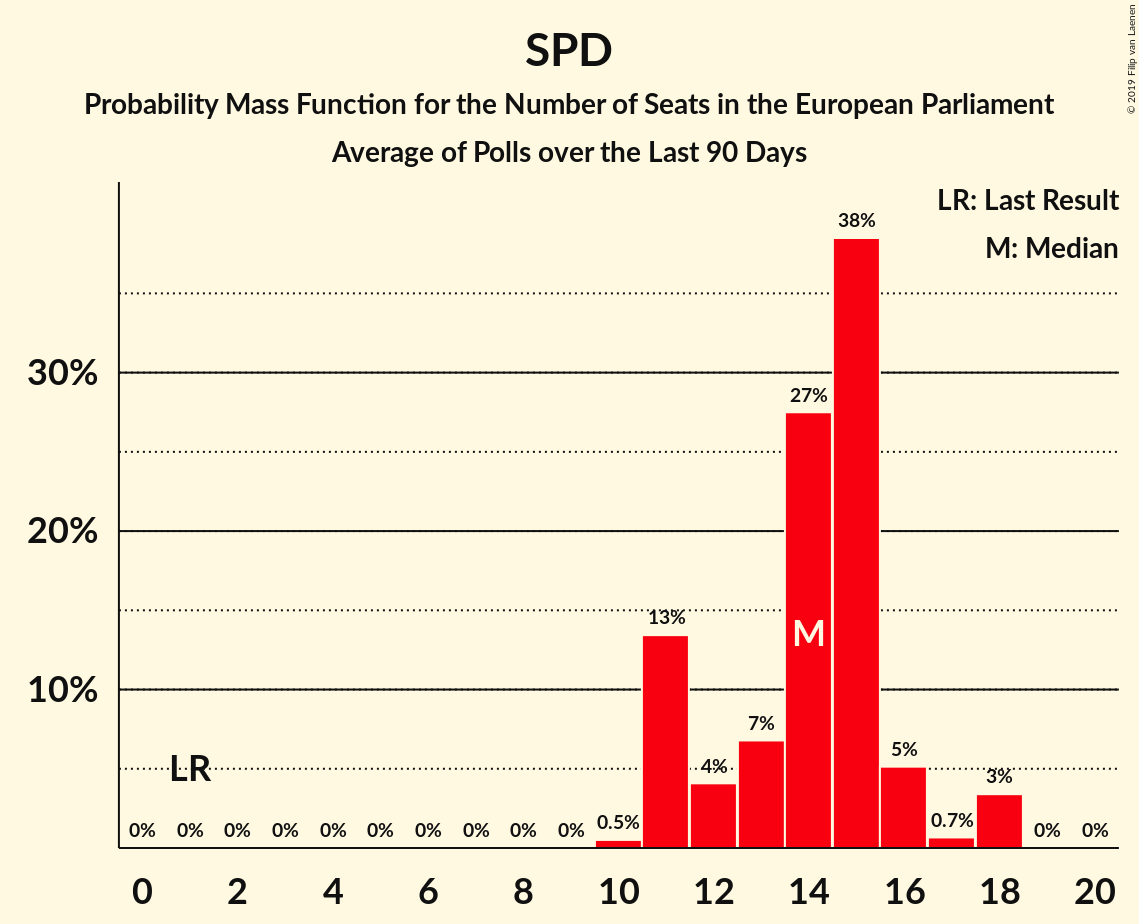 SPD
Probability Mass Function for the Number of Seats in the European Parliament
Average of Polls over the Last 90 Days
© 2019 Filip van Laenen
LR: Last Result
M: Median
38%
30%
27%
20%
13%
M
10%
7%
5%
4%
3%
LR
0% 0% 0% 0% 0% 0% 0% 0% 0% 0% 0.5% 0.7% 0% 0%
0 2 4 6 8 10 12 14 16 18 20